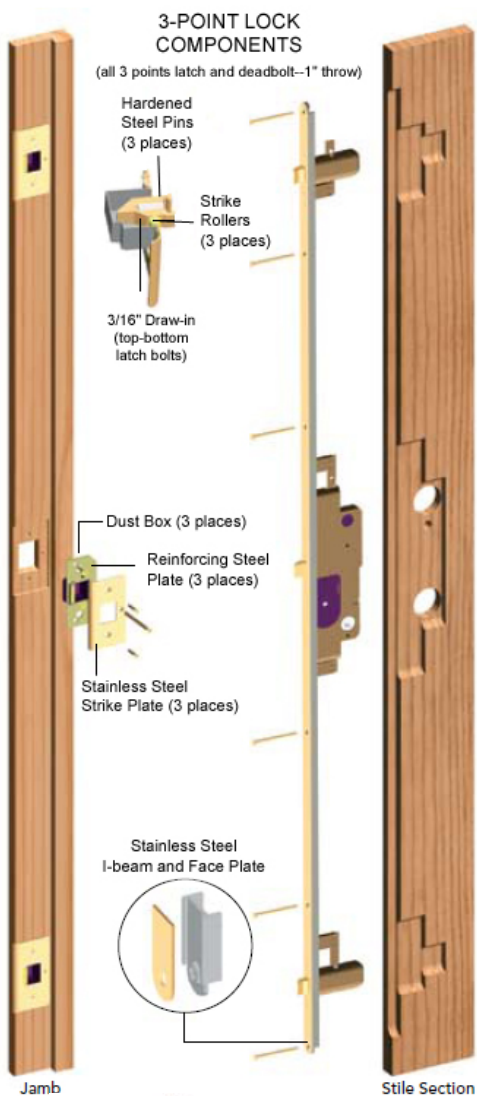 3-POINT LOCK
COMPONENTS
(all 3 points latch and deadbolt--1" throw)
Hardened
Steel Pins
(3 places)
Strike
Rollers
(3 places)
3/16" Draw-in
(top-bottom
latch bolts)
Dust Box (3 places)
Reinforcing Steel
Plate (3 places)
Stainless Steel
Strike Plate (3 places)
Stainless Steel
I-beam and Face Plate
Jamb
Stile Section